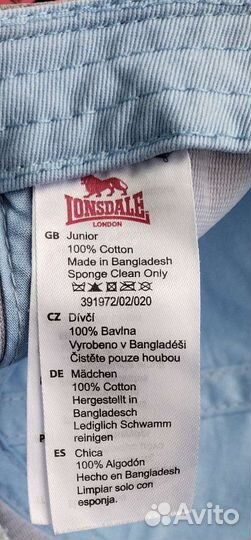 LONSDALE
LONDON
GB Junior
100% Cotton
Made in Bangladesh
Sponge Clean Only
391972/02/020
CZ Dívčí
100% Bavlna
Vyrobeno v Bangladéši
Čistěte pouze houbou
DE Mädchen
100% Cotton
Hergestellt in
Bangladesch
Lediglich Schwamm
reinigen
ES Chica
100% Algodón
Hecho en Bangladesh
Limpiar solo con
esponja.
Avito